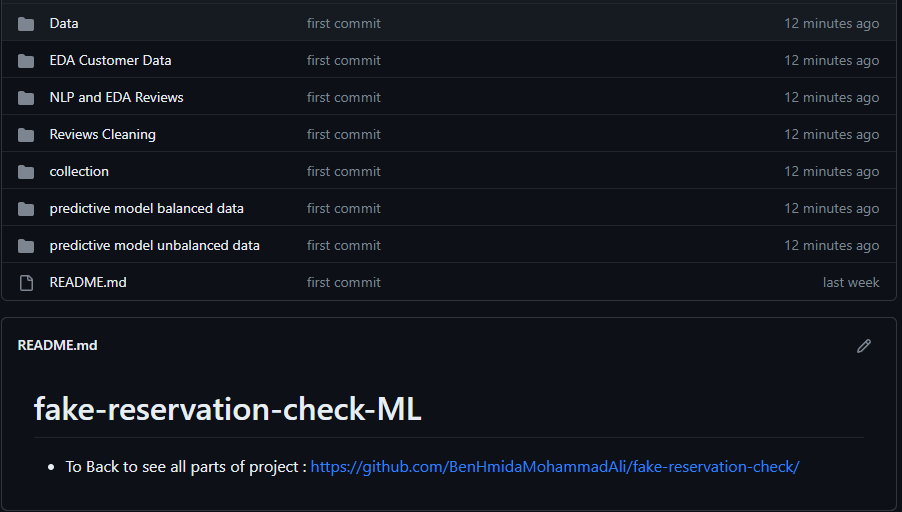 Data first commit 12 minutes ago
EDA Customer Data first commit 12 minutes ago
NLP and EDA Reviews first commit 12 minutes ago
Reviews Cleaning first commit 12 minutes ago
collection first commit 12 minutes ago
predictive model balanced data first commit 12 minutes ago
predictive model unbalanced data first commit 12 minutes ago
README.md first commit last week
README.md
fake-reservation-check-ML
• To Back to see all parts of project : https://github.com/BenHmidaMohammadAli/fake-reservation-check/